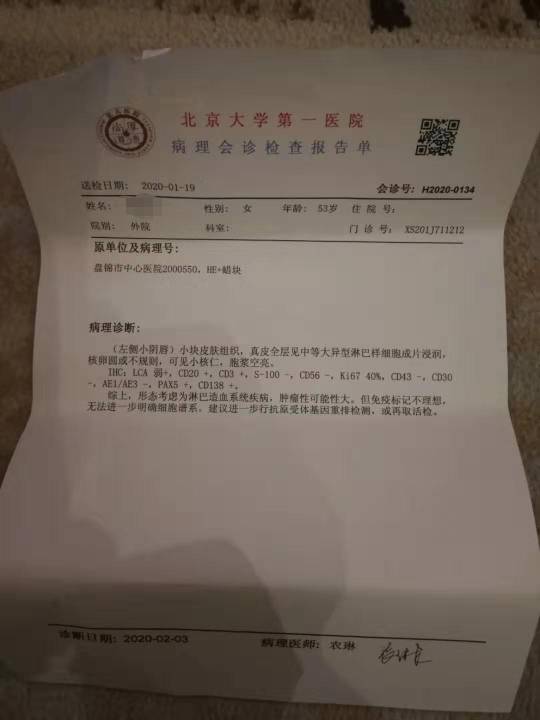 北京大学第一医院
病理会诊检查报告单
送检日期: 2020-01-19 会诊号: H2020-0134
姓名: 性别: 女 年龄: 53岁 住 院 号:
院别: 外院 科室: 门 诊 号: XS201J711212
原单位及病理号:
盘锦市中心医院2000550, HE+蜡块
病理诊断:
(左侧小阴唇)小块皮肤组织,真皮全层见中等大异型淋巴样细胞成片浸润,
核卵圆或不规则,可见小核仁,胞浆空亮。
IHC: LCA 弱+, CD20 +, CD3 +, S-100 -, CD56 -, Ki67 40%, CD43 -, CD30
-, AE1/AE3 -, PAX5 +, CD138 +。
综上,形态考虑为淋巴造血系统疾病,肿瘤性可能性大。但免疫标记不理想,
无法进一步明确细胞谱系。建议进一步行抗原受体基因重排检测,或再取活检。
诊断日期: 2020-02-03 病理医师: 农琳